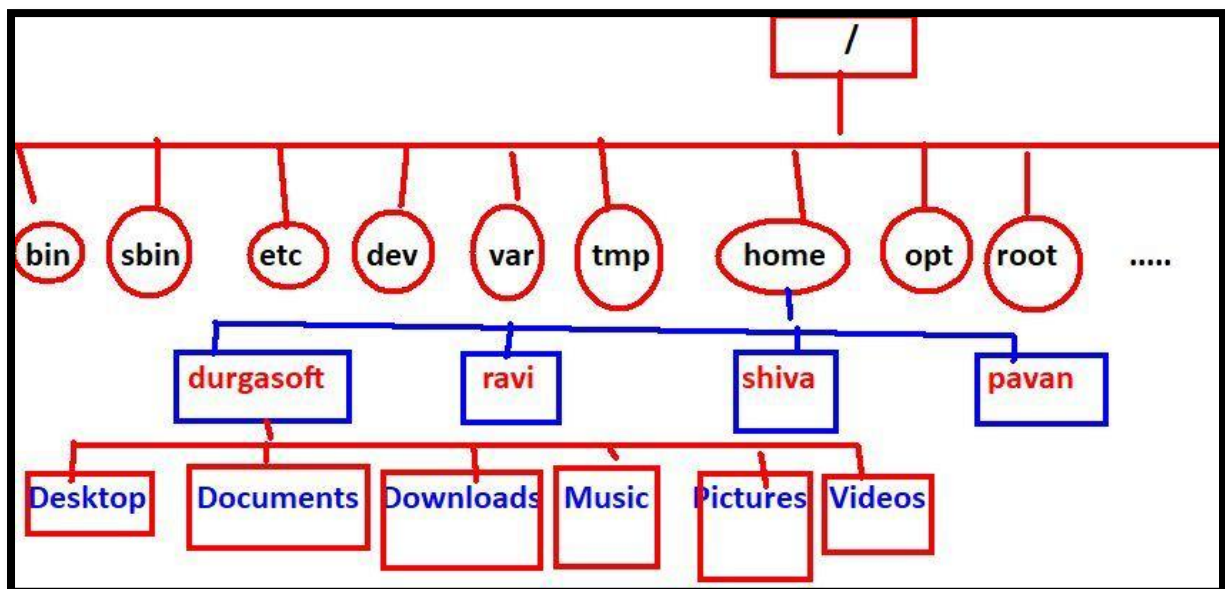 /
bin sbin etc dev var tmp home opt root .....
durgasoft ravi shiva pavan
Desktop Documents Downloads Music Pictures Videos